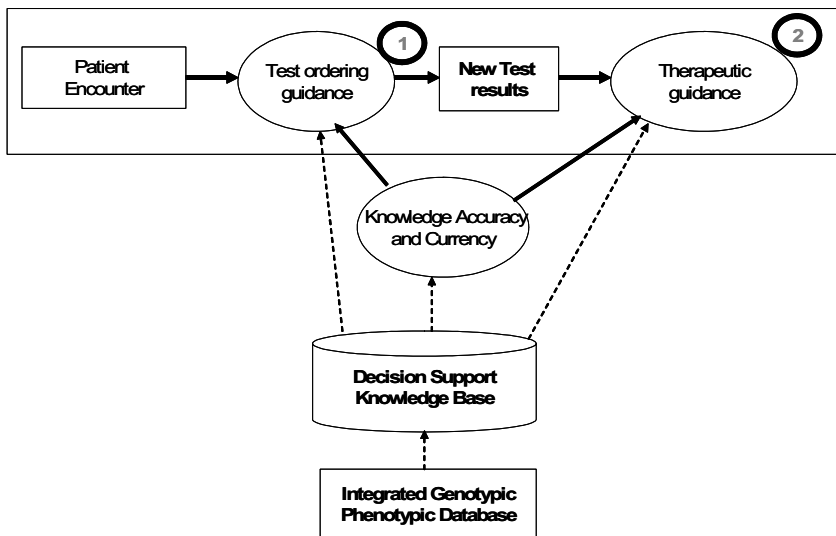 1
2
Patient
Encounter
Test ordering
guidance
New Test
results
Therapeutic
guidance
Knowledge Accuracy
and Currency
Decision Support
Knowledge Base
Integrated Genotypic
Phenotypic Database